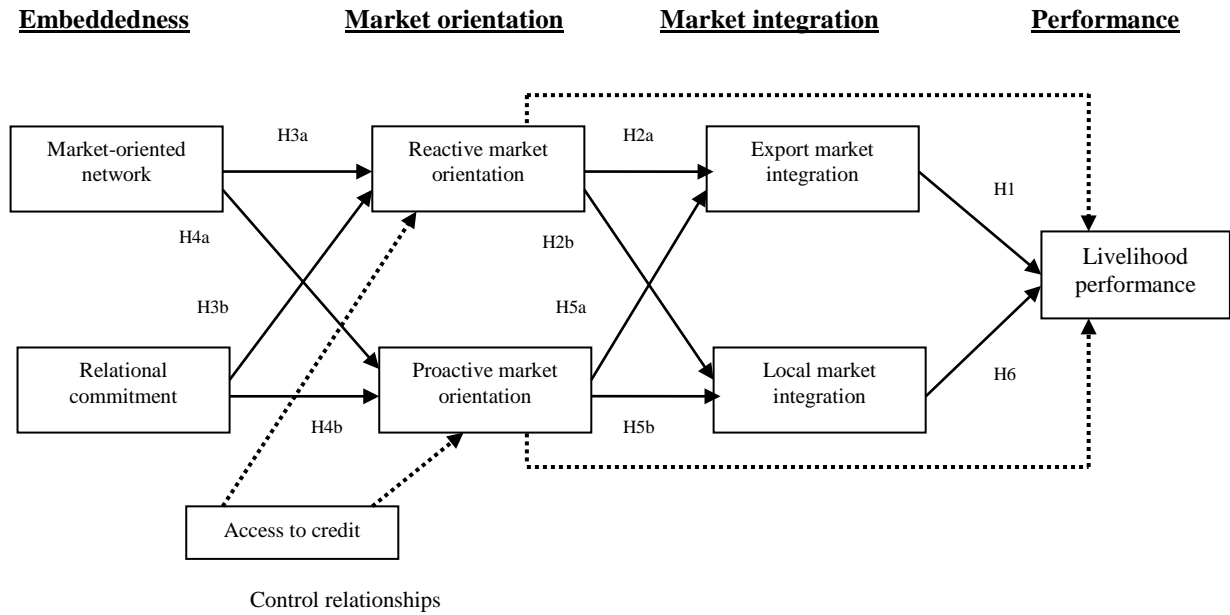 Embeddedness
Market orientation
Market integration
Performance
H3a
H2a
Market-oriented
network
Reactive market
orientation
Export market
integration
H1
H4a
H2b
Livelihood
performance
H3b
H5a
Relational
commitment
Proactive market
orientation
Local market
integration
H6
H4b
H5b
Access to credit
Control relationships